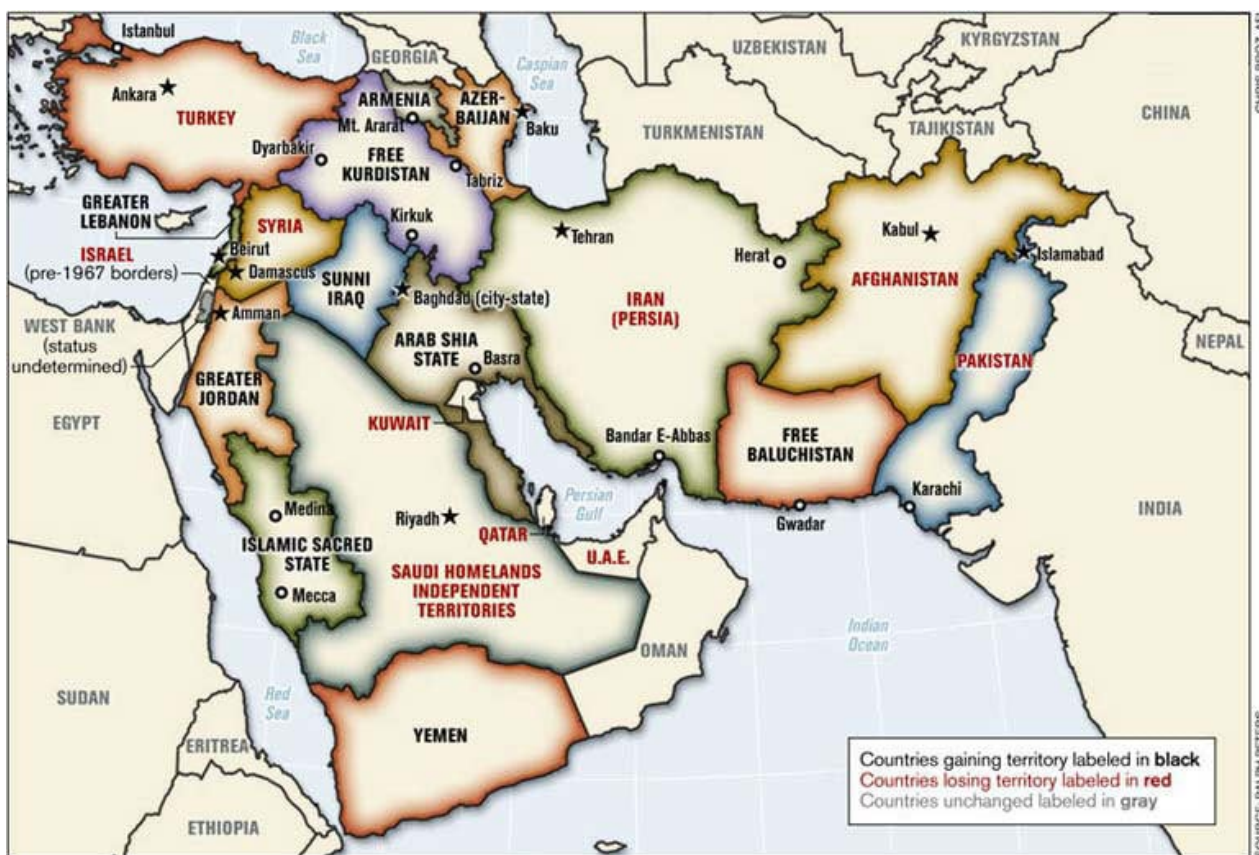 Istanbul
Black
Sea
GEORGIA
Caspian
Sea
UZBEKISTAN
KYRGYZSTAN
Ankara
TURKEY
ARMENIA
Mt. Ararat
AZER-
BAIJAN
Baku
TURKMENISTAN
TAJIKISTAN
CHINA
Dyarbakir
FREE
KURDISTAN
Tabriz
GREATER
LEBANON
SYRIA
Kirkuk
Tehran
Herat
Kabul
Islamabad
ISRAEL
(pre-1967 borders)
Beirut
Damascus
SUNNI
IRAQ
Baghdad (city-state)
IRAN
(PERSIA)
AFGHANISTAN
WEST BANK
(status
undetermined)
Amman
ARAB SHIA
STATE
Basra
PAKISTAN
NEPAL
GREATER
JORDAN
EGYPT
KUWAIT
Bandar E-Abbas
FREE
BALUCHISTAN
Karachi
Gwadar
INDIA
Medina
Riyadh
Persian
Gulf
QATAR
U.A.E.
ISLAMIC SACRED
STATE
Mecca
SAUDI HOMELANDS
INDEPENDENT
TERRITORIES
OMAN
Indian
Ocean
SUDAN
Red
Sea
YEMEN
ERITREA
ETHIOPIA
Countries gaining territory labeled in black
Countries losing territory labeled in red
Countries unchanged labeled in gray